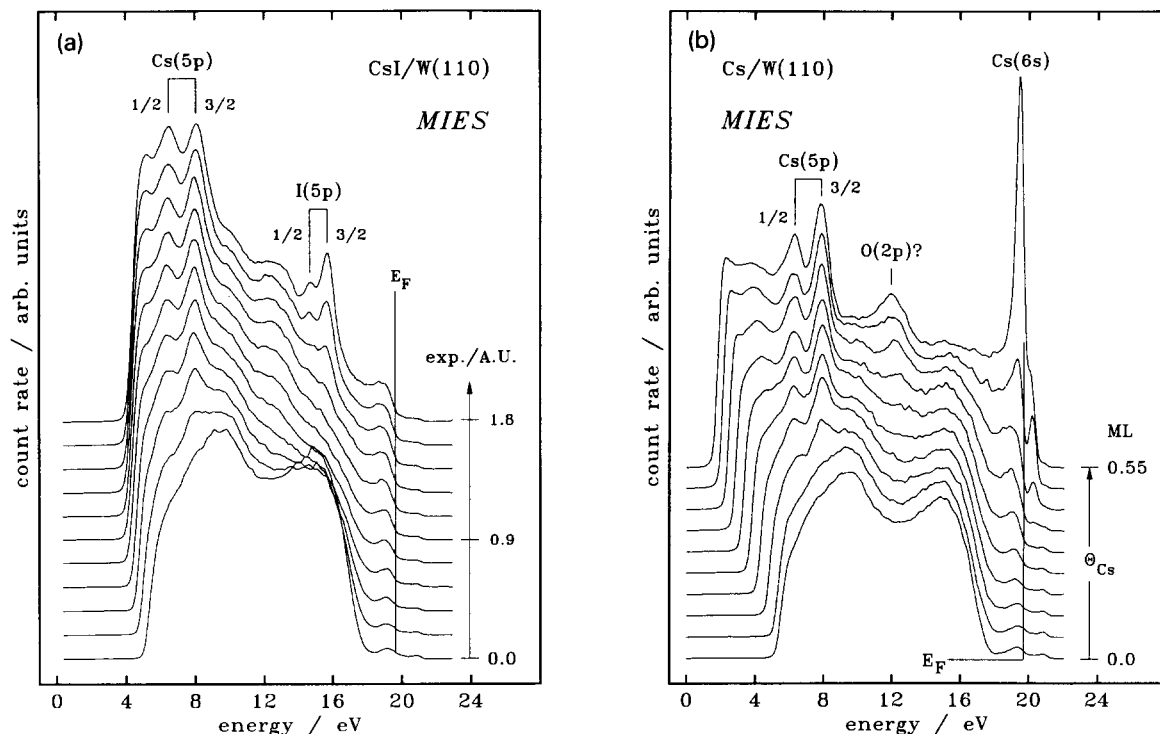 (a)
Cs(5p)
CsI/W(110)
1/2
3/2
MIES
I(5p)
1/2
3/2
E_F
exp./A.U.
1.8
0.9
0.0
count rate / arb. units
0 4 8 12 16 20 24
energy / eV
(b)
Cs(6s)
Cs/W(110)
MIES
Cs(5p)
3/2
1/2
O(2p)?
ML
0.55
Θ_Cs
E_F
0.0
count rate / arb. units
0 4 8 12 16 20 24
energy / eV